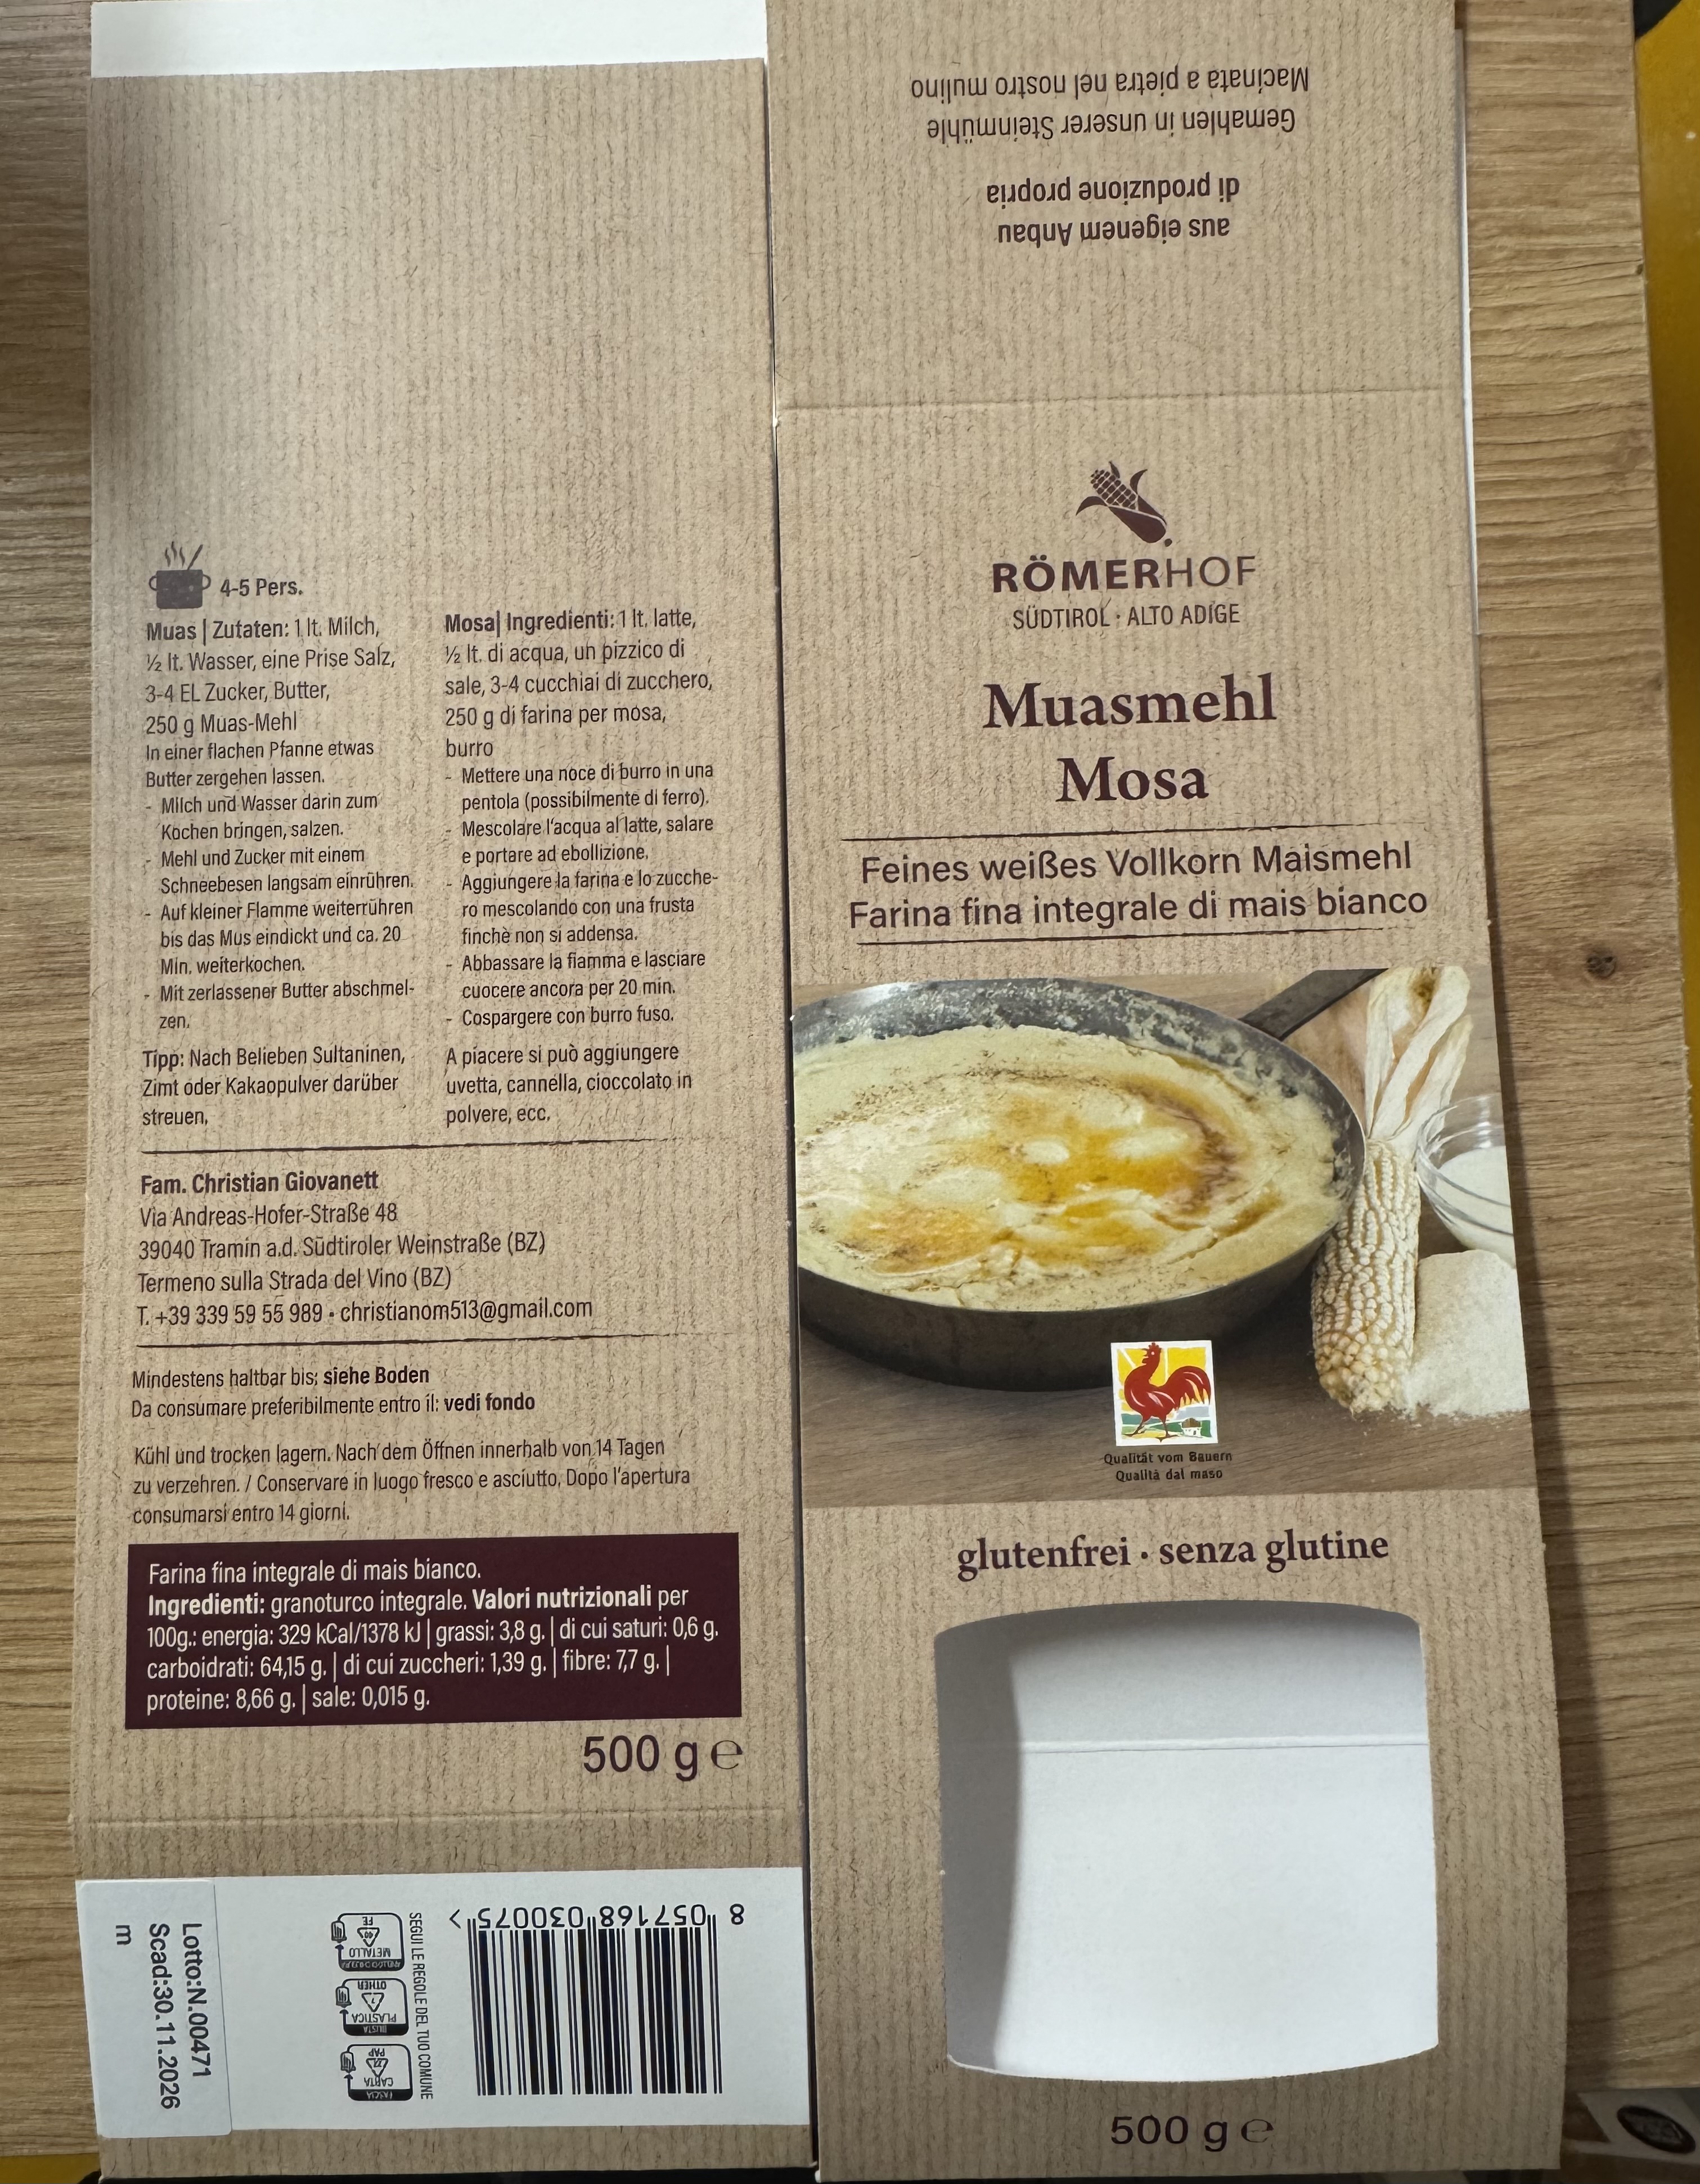 Macinata a pietra nel nostro mulino
Gemahlen in unserer Steinmühle
di produzione propria
aus eigenem Anbau
RÖMERHOF
SÜDTIROL · ALTO ADIGE
Muasmehl
Mosa
Feines weißes Vollkorn Maismehl
Farina fina integrale di mais bianco
Qualität vom Bauern
Qualità dal maso
glutenfrei · senza glutine
500 g ℮
4-5 Pers.
Muas | Zutaten: 1 lt. Milch,
½ lt. Wasser, eine Prise Salz,
3-4 EL Zucker, Butter,
250 g Muas-Mehl
In einer flachen Pfanne etwas
Butter zergehen lassen.
- Milch und Wasser darin zum
Kochen bringen, salzen.
- Mehl und Zucker mit einem
Schneebesen langsam einrühren.
- Auf kleiner Flamme weiterrühren
bis das Mus eindickt und ca. 20
Min. weiterkochen.
- Mit zerlassener Butter abschmel-
zen.
Tipp: Nach Belieben Sultaninen,
Zimt oder Kakaopulver darüber
streuen.
Mosa| Ingredienti: 1 lt. latte,
½ lt. di acqua, un pizzico di
sale, 3-4 cucchiai di zucchero,
250 g di farina per mosa,
burro
- Mettere una noce di burro in una
pentola (possibilmente di ferro).
- Mescolare l'acqua al latte, salare
e portare ad ebollizione.
- Aggiungere la farina e lo zucche-
ro mescolando con una frusta
finchè non si addensa.
- Abbassare la fiamma e lasciare
cuocere ancora per 20 min.
- Cospargere con burro fuso.
A piacere si può aggiungere
uvetta, cannella, cioccolato in
polvere, ecc.
Fam. Christian Giovanett
Via Andreas-Hofer-Straße 48
39040 Tramin a.d. Südtiroler Weinstraße (BZ)
Termeno sulla Strada del Vino (BZ)
T. +39 339 59 55 989 • christianom513@gmail.com
Mindestens haltbar bis: siehe Boden
Da consumare preferibilmente entro il: vedi fondo
Kühl und trocken lagern. Nach dem Öffnen innerhalb von 14 Tagen
zu verzehren. / Conservare in luogo fresco e asciutto. Dopo l'apertura
consumarsi entro 14 giorni.
Farina fina integrale di mais bianco.
Ingredienti: granoturco integrale. Valori nutrizionali per
100g.: energia: 329 kCal/1378 kJ | grassi: 3,8 g. | di cui saturi: 0,6 g.
carboidrati: 64,15 g. | di cui zuccheri: 1,39 g. | fibre: 7,7 g. |
proteine: 8,66 g. | sale: 0,015 g.
500 g ℮
8 057168 030075 >
SEGUI LE REGOLE DEL TUO COMUNE
FASCIA
CARTA
PAP
BUSTA
PLASTICA
7
OTHER
METALLO
40
FE
Lotto:N.00471
Scad:30.11.2026
m